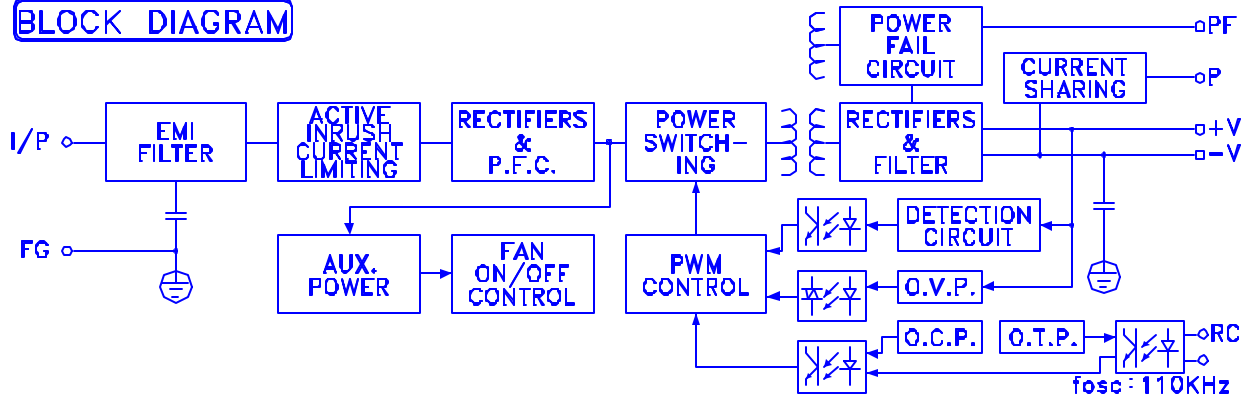 BLOCK DIAGRAM
POWER
FAIL
CIRCUIT
PF
CURRENT
SHARING
P
I/P
EMI
FILTER
ACTIVE
INRUSH
CURRENT
LIMITING
RECTIFIERS
&
P.F.C.
POWER
SWITCH-
ING
RECTIFIERS
&
FILTER
+V
-V
FG
AUX.
POWER
FAN
ON/OFF
CONTROL
PWM
CONTROL
DETECTION
CIRCUIT
O.V.P.
O.C.P.
O.T.P.
RC
fosc:110KHz